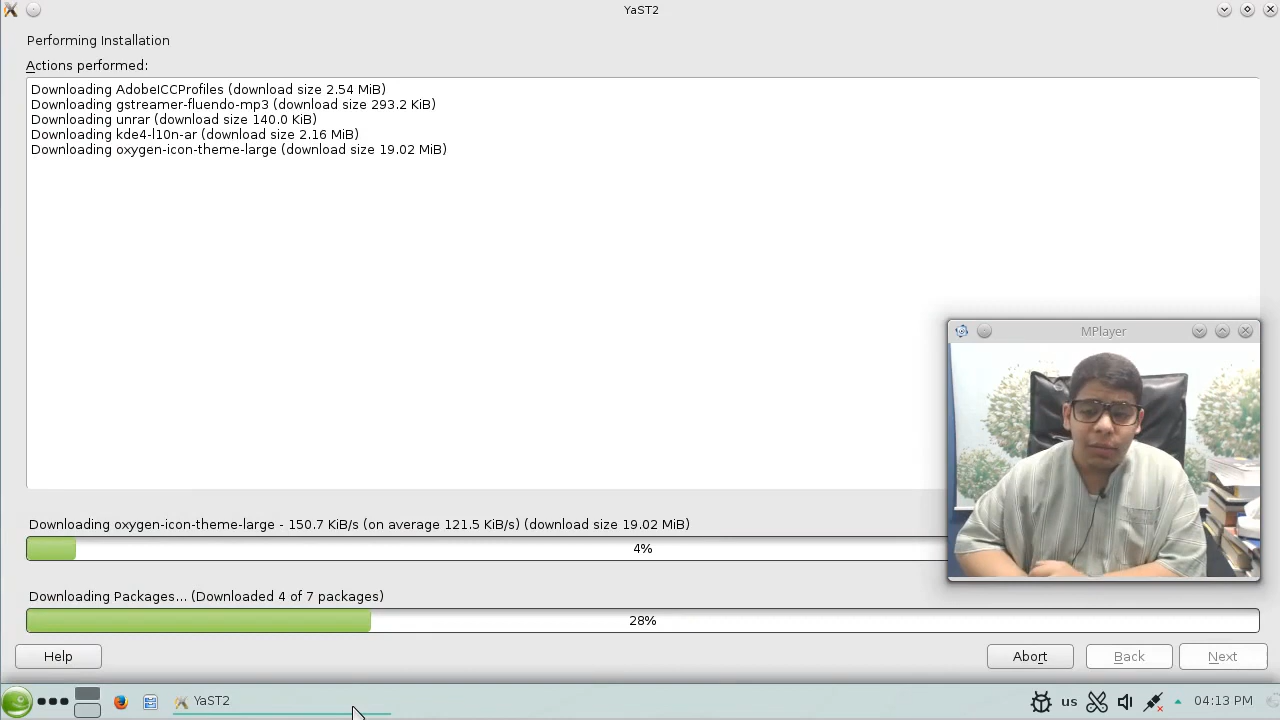 YaST2
Performing Installation
Actions performed:
Downloading AdobeICCProfiles (download size 2.54 MiB)
Downloading gstreamer-fluendo-mp3 (download size 293.2 KiB)
Downloading unrar (download size 140.0 KiB)
Downloading kde4-l10n-ar (download size 2.16 MiB)
Downloading oxygen-icon-theme-large (download size 19.02 MiB)
MPlayer
Downloading oxygen-icon-theme-large - 150.7 KiB/s (on average 121.5 KiB/s) (download size 19.02 MiB)
4%
Downloading Packages... (Downloaded 4 of 7 packages)
28%
Help Abort Back Next
YaST2 us 04:13 PM